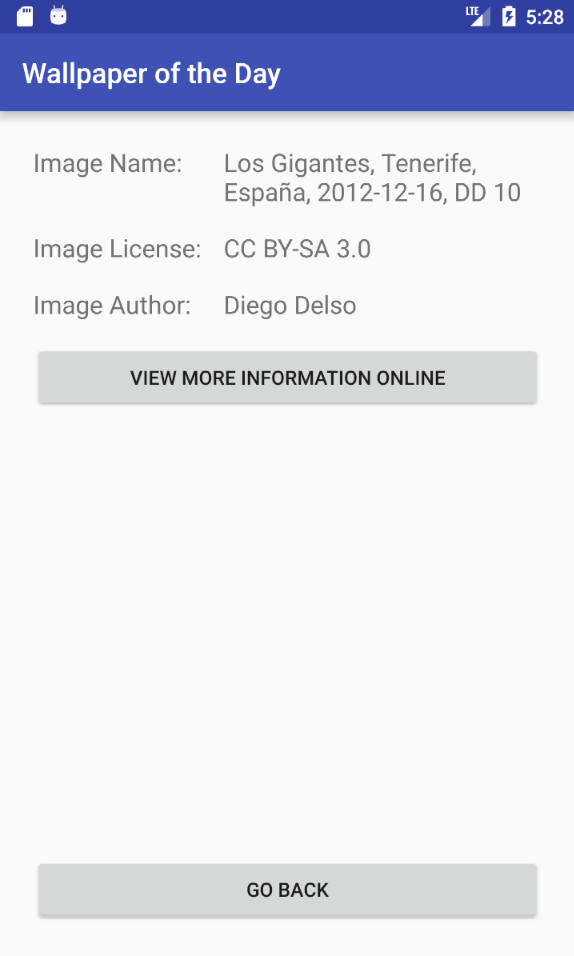 LTE 5:28
Wallpaper of the Day
Image Name: Los Gigantes, Tenerife,
España, 2012-12-16, DD 10
Image License: CC BY-SA 3.0
Image Author: Diego Delso
VIEW MORE INFORMATION ONLINE
GO BACK